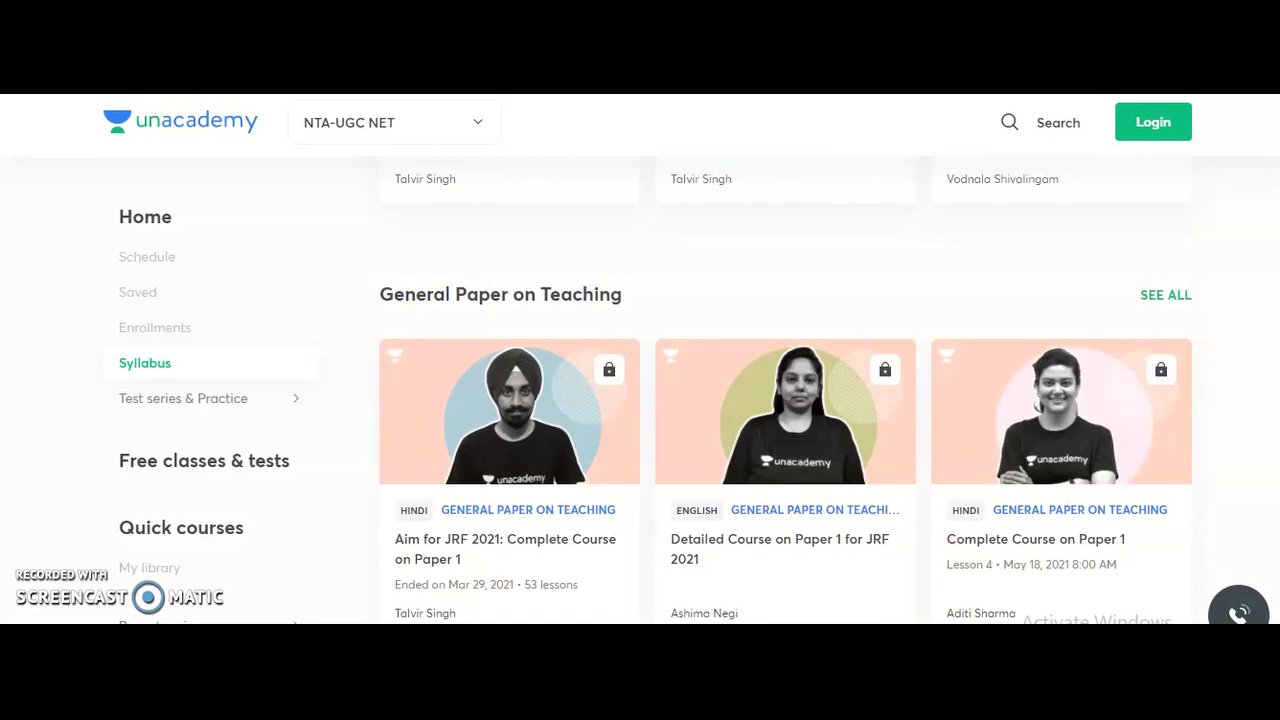 unacademy
NTA-UGC NET
Search
Login
Talvir Singh
Talvir Singh
Vodnala Shivalingam
Home
Schedule
Saved
Enrollments
Syllabus
Test series & Practice
Free classes & tests
Quick courses
My library
General Paper on Teaching
SEE ALL
unacademy
unacademy
unacademy
HINDI GENERAL PAPER ON TEACHING
Aim for JRF 2021: Complete Course
on Paper 1
Ended on Mar 29, 2021 • 53 lessons
Talvir Singh
ENGLISH GENERAL PAPER ON TEACHI...
Detailed Course on Paper 1 for JRF
2021
Ashima Negi
HINDI GENERAL PAPER ON TEACHING
Complete Course on Paper 1
Lesson 4 • May 18, 2021 8:00 AM
Aditi Sharma
Activate Windows
RECORDED WITH
SCREENCAST MATIC